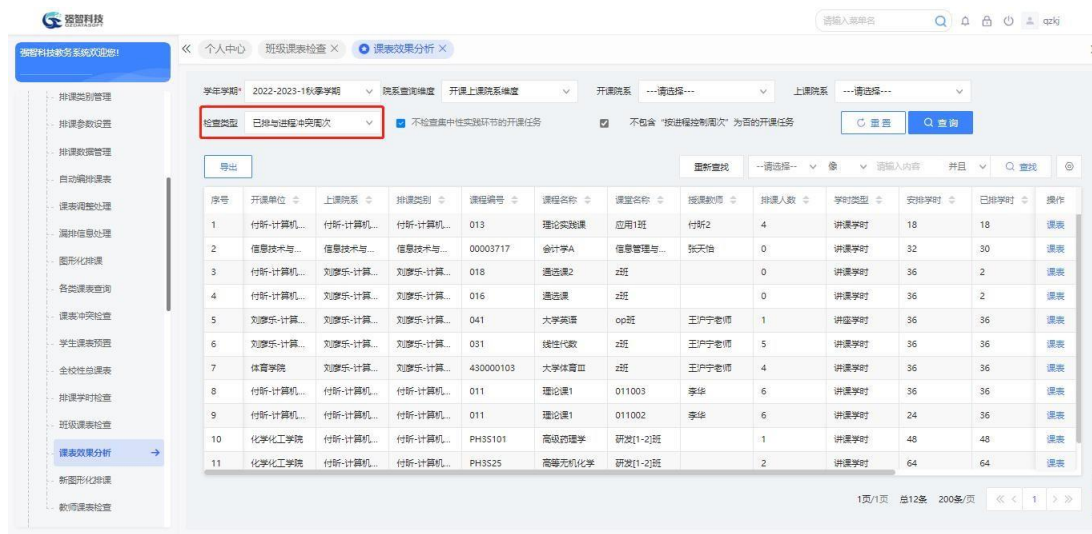 强智科技
QZDATASOFT
请输入菜单名
qzkj
强智科技教务系统欢迎您!
个人中心 班级课表检查 × 课表效果分析 ×
排课类别管理
排课参数设置
排课数据管理
自动编排课表
课表调整处理
漏排信息处理
图形化排课
各类课表查询
课表冲突检查
学生课表预置
全校性总课表
排课学时检查
班级课表检查
课表效果分析 →
新图形化排课
教师课表检查
学年学期* 2022-2023-1秋季学期 院系查询维度 开课上课院系维度 开课院系 ---请选择--- 上课院系 ---请选择---
检查类型 已排与进程冲突周次 不检查集中性实践环节的开课任务 不包含 "按进程控制周次" 为否的开课任务 重置 查询
导出 重新查找 --请选择-- 像 请输入内容 并且 查找
序号 开课单位 上课院系 排课类别 课程编号 课程名称 课堂名称 授课教师 排课人数 学时类型 安排学时 已排学时 操作
1 付昕-计算机... 付昕-计算机... 付昕-计算机... 013 理论实践课 应用1班 付昕2 4 讲课学时 18 18 课表
2 信息技术与... 信息技术与... 信息技术与... 00003717 会计学A 信息管理与... 张天怡 0 讲课学时 32 30 课表
3 付昕-计算机... 刘彦乐-计算... 刘彦乐-计算... 018 通选课2 z班 0 讲课学时 36 2 课表
4 付昕-计算机... 刘彦乐-计算... 刘彦乐-计算... 016 通选课 z班 0 讲课学时 36 2 课表
5 刘彦乐-计算... 刘彦乐-计算... 刘彦乐-计算... 041 大学英语 op班 王沪宁老师 1 讲座学时 36 36 课表
6 刘彦乐-计算... 刘彦乐-计算... 刘彦乐-计算... 031 线性代数 z班 王沪宁老师 5 讲课学时 36 36 课表
7 体育学院 刘彦乐-计算... 刘彦乐-计算... 430000103 大学体育Ⅲ z班 王沪宁老师 4 讲课学时 36 36 课表
8 付昕-计算机... 付昕-计算机... 付昕-计算机... 011 理论课1 011003 李华 6 讲课学时 36 36 课表
9 付昕-计算机... 付昕-计算机... 付昕-计算机... 011 理论课1 011002 李华 6 讲课学时 24 36 课表
10 化学化工学院 付昕-计算机... 付昕-计算机... PH3S101 高级药理学 研发[1-2]班 1 讲课学时 48 48 课表
11 化学化工学院 付昕-计算机... 付昕-计算机... PH3S25 高等无机化学 研发[1-2]班 2 讲课学时 64 64 课表
1页/1页 总12条 200条/页 1